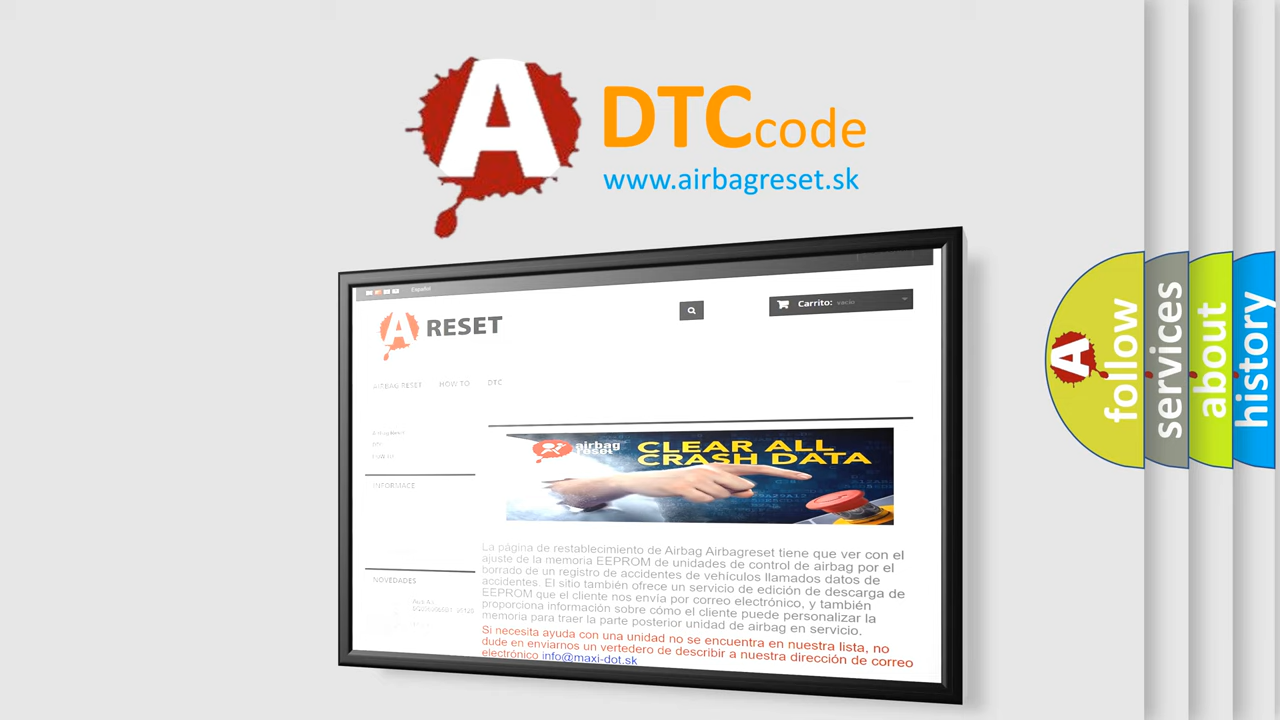 A
DTCcode
www.airbagreset.sk
Español
A RESET
Carrito: vacío
AIRBAG RESET HOW TO DTC
INFORMACE
NOVEDADES
airbag
reset
CLEAR ALL
CRASH DATA
La página de restablecimiento de Airbag Airbagreset tiene que ver con el
ajuste de la memoria EEPROM de unidades de control de airbag por el
borrado de un registro de accidentes de vehículos llamados datos de
accidentes. El sitio también ofrece un servicio de edición de descarga de
EEPROM que el cliente nos envía por correo electrónico, y también
proporciona información sobre cómo el cliente puede personalizar la
memoria para traer la parte posterior unidad de airbag en servicio.
Si necesita ayuda con una unidad no se encuentra en nuestra lista, no
dude en enviarnos un vertedero de describir a nuestra dirección de correo
electrónico info@maxi-dot.sk
A
follow
services
about
history